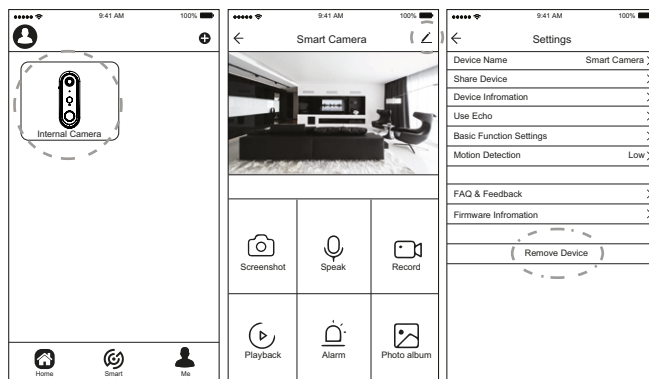 9:41 AM 100%
Internal Camera
Home Smart Me
9:41 AM 100%
Smart Camera
Screenshot Speak Record
Playback Alarm Photo album
9:41 AM 100%
Settings
Device Name Smart Camera
Share Device
Device Infromation
Use Echo
Basic Function Settings
Motion Detection Low
FAQ & Feedback
Firmware Infromation
Remove Device